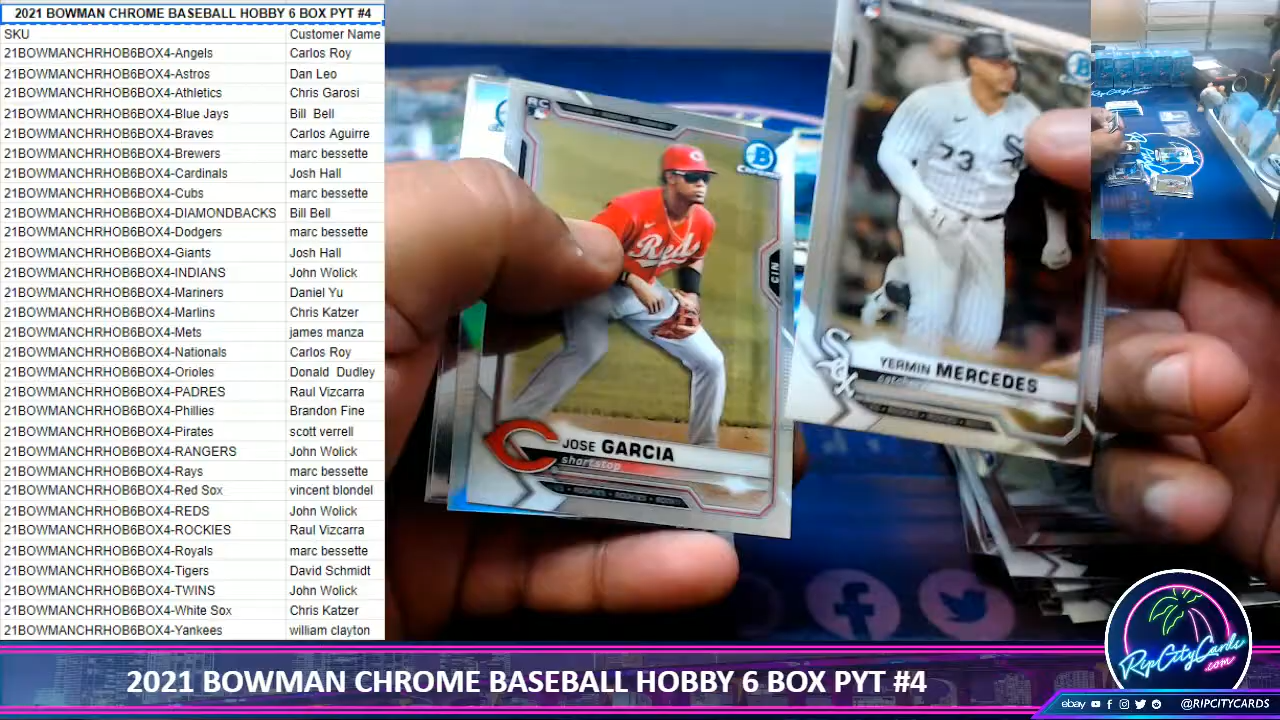 2021 BOWMAN CHROME BASEBALL HOBBY 6 BOX PYT #4
SKU Customer Name
21BOWMANCHRHOB6BOX4-Angels Carlos Roy
21BOWMANCHRHOB6BOX4-Astros Dan Leo
21BOWMANCHRHOB6BOX4-Athletics Chris Garosi
21BOWMANCHRHOB6BOX4-Blue Jays Bill Bell
21BOWMANCHRHOB6BOX4-Braves Carlos Aguirre
21BOWMANCHRHOB6BOX4-Brewers marc bessette
21BOWMANCHRHOB6BOX4-Cardinals Josh Hall
21BOWMANCHRHOB6BOX4-Cubs marc bessette
21BOWMANCHRHOB6BOX4-DIAMONDBACKS Bill Bell
21BOWMANCHRHOB6BOX4-Dodgers marc bessette
21BOWMANCHRHOB6BOX4-Giants Josh Hall
21BOWMANCHRHOB6BOX4-INDIANS John Wolick
21BOWMANCHRHOB6BOX4-Mariners Daniel Yu
21BOWMANCHRHOB6BOX4-Marlins Chris Katzer
21BOWMANCHRHOB6BOX4-Mets james manza
21BOWMANCHRHOB6BOX4-Nationals Carlos Roy
21BOWMANCHRHOB6BOX4-Orioles Donald Dudley
21BOWMANCHRHOB6BOX4-PADRES Raul Vizcarra
21BOWMANCHRHOB6BOX4-Phillies Brandon Fine
21BOWMANCHRHOB6BOX4-Pirates scott verrell
21BOWMANCHRHOB6BOX4-RANGERS John Wolick
21BOWMANCHRHOB6BOX4-Rays marc bessette
21BOWMANCHRHOB6BOX4-Red Sox vincent blondel
21BOWMANCHRHOB6BOX4-REDS John Wolick
21BOWMANCHRHOB6BOX4-ROCKIES Raul Vizcarra
21BOWMANCHRHOB6BOX4-Royals marc bessette
21BOWMANCHRHOB6BOX4-Tigers David Schmidt
21BOWMANCHRHOB6BOX4-TWINS John Wolick
21BOWMANCHRHOB6BOX4-White Sox Chris Katzer
21BOWMANCHRHOB6BOX4-Yankees william clayton
RC
B
CHROME
Reds
CIN
JOSE GARCIA
shortstop
73
Sox
YERMIN MERCEDES
RipCityCards
.com
2021 BOWMAN CHROME BASEBALL HOBBY 6 BOX PYT #4
ebay @RIPCITYCARDS